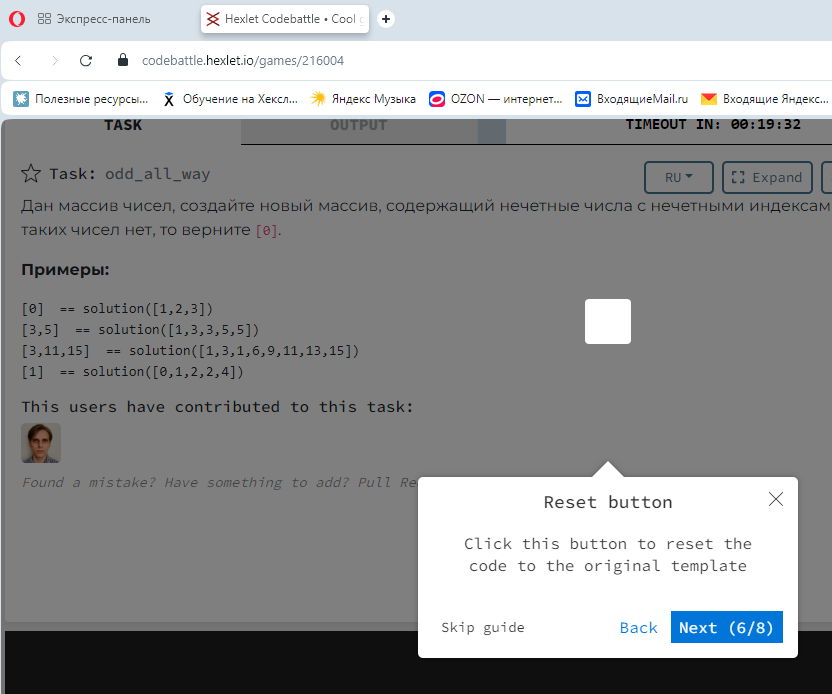 Экспресс-панель
Hexlet Codebattle • Cool
codebattle.hexlet.io/games/216004
Полезные ресурсы...
Обучение на Хексл...
Яндекс Музыка
OZON — интернет...
ВходящиеMail.ru
Входящие Яндекс...
TASK
OUTPUT
TIMEOUT IN: 00:19:32
Task: odd_all_way
RU
Expand
Дан массив чисел, создайте новый массив, содержащий нечетные числа с нечетными индексам
таких чисел нет, то верните [0].
Примеры:
[0]  == solution([1,2,3])
[3,5]  == solution([1,3,3,5,5])
[3,11,15]  == solution([1,3,1,6,9,11,13,15])
[1]  == solution([0,1,2,2,4])
This users have contributed to this task:
Found a mistake? Have something to add? Pull Re
Reset button
Click this button to reset the
code to the original template
Skip guide
Back
Next (6/8)